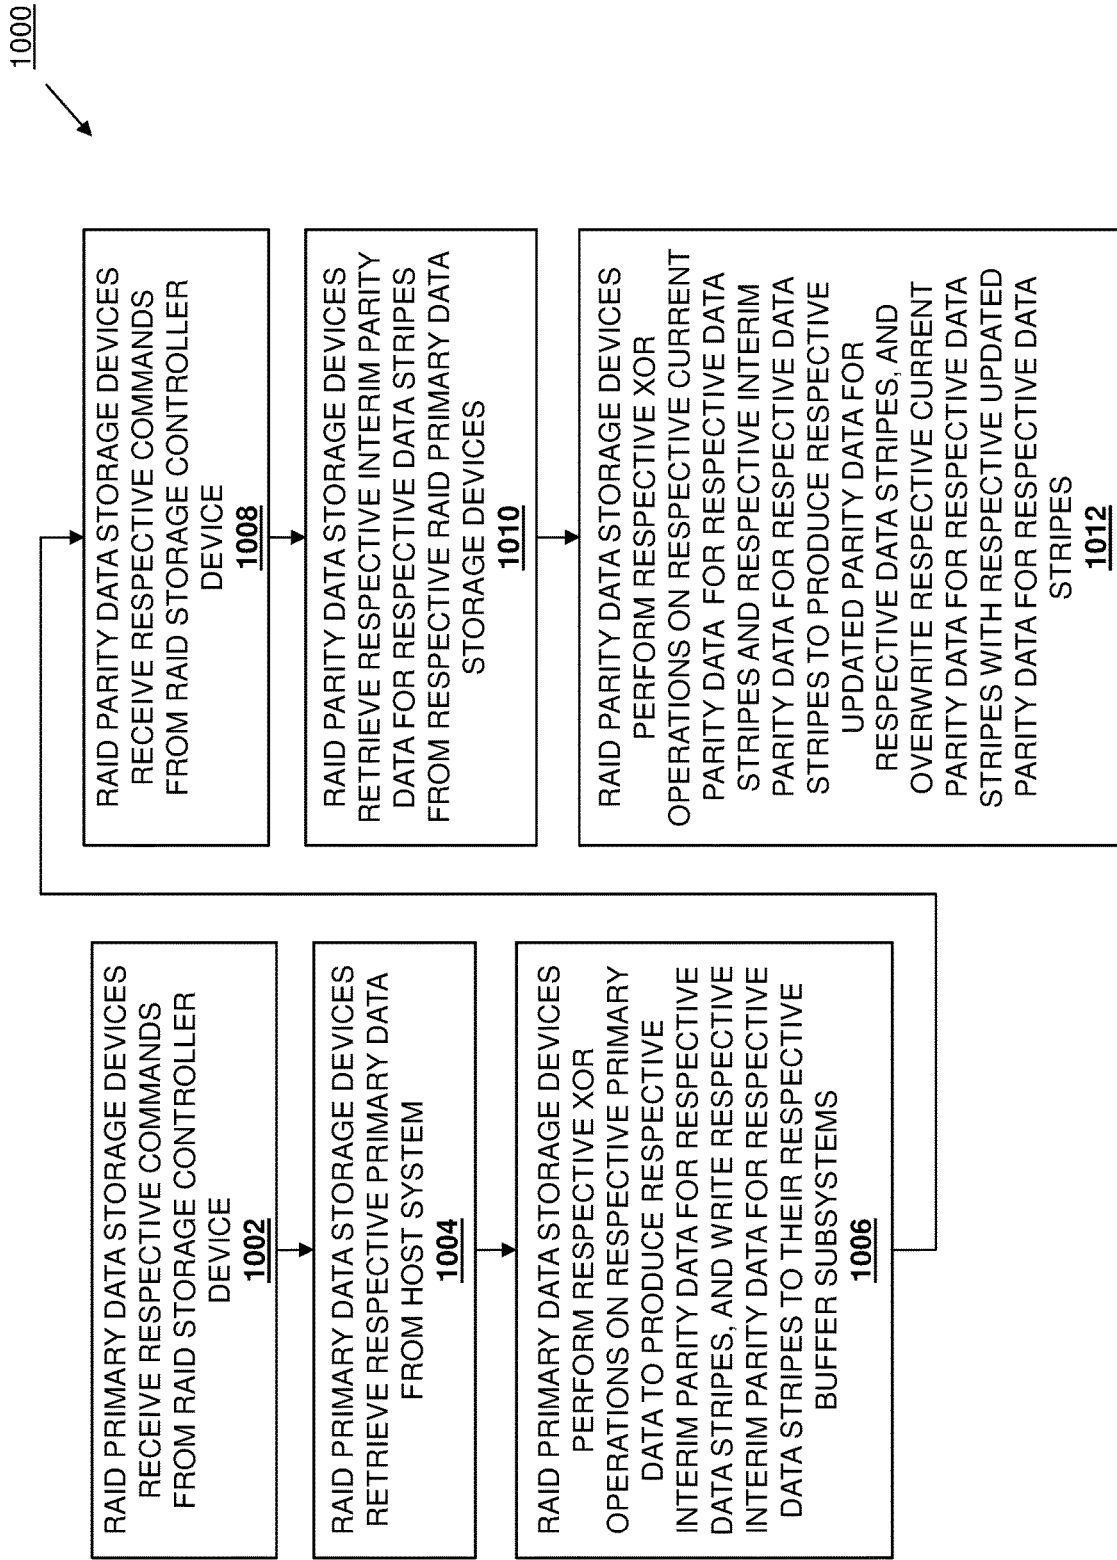 1000
RAID PRIMARY DATA STORAGE DEVICES
RECEIVE RESPECTIVE COMMANDS
FROM RAID STORAGE CONTROLLER
DEVICE
1002
RAID PRIMARY DATA STORAGE DEVICES
RETRIEVE RESPECTIVE PRIMARY DATA
FROM HOST SYSTEM
1004
RAID PRIMARY DATA STORAGE DEVICES
PERFORM RESPECTIVE XOR
OPERATIONS ON RESPECTIVE PRIMARY
DATA TO PRODUCE RESPECTIVE
INTERIM PARITY DATA FOR RESPECTIVE
DATA STRIPES, AND WRITE RESPECTIVE
INTERIM PARITY DATA FOR RESPECTIVE
DATA STRIPES TO THEIR RESPECTIVE
BUFFER SUBSYSTEMS
1006
RAID PARITY DATA STORAGE DEVICES
RECEIVE RESPECTIVE COMMANDS
FROM RAID STORAGE CONTROLLER
DEVICE
1008
RAID PARITY DATA STORAGE DEVICES
RETRIEVE RESPECTIVE INTERIM PARITY
DATA FOR RESPECTIVE DATA STRIPES
FROM RESPECTIVE RAID PRIMARY DATA
STORAGE DEVICES
1010
RAID PARITY DATA STORAGE DEVICES
PERFORM RESPECTIVE XOR
OPERATIONS ON RESPECTIVE CURRENT
PARITY DATA FOR RESPECTIVE DATA
STRIPES AND RESPECTIVE INTERIM
PARITY DATA FOR RESPECTIVE DATA
STRIPES TO PRODUCE RESPECTIVE
UPDATED PARITY DATA FOR
RESPECTIVE DATA STRIPES, AND
OVERWRITE RESPECTIVE CURRENT
PARITY DATA FOR RESPECTIVE DATA
STRIPES WITH RESPECTIVE UPDATED
PARITY DATA FOR RESPECTIVE DATA
STRIPES
1012